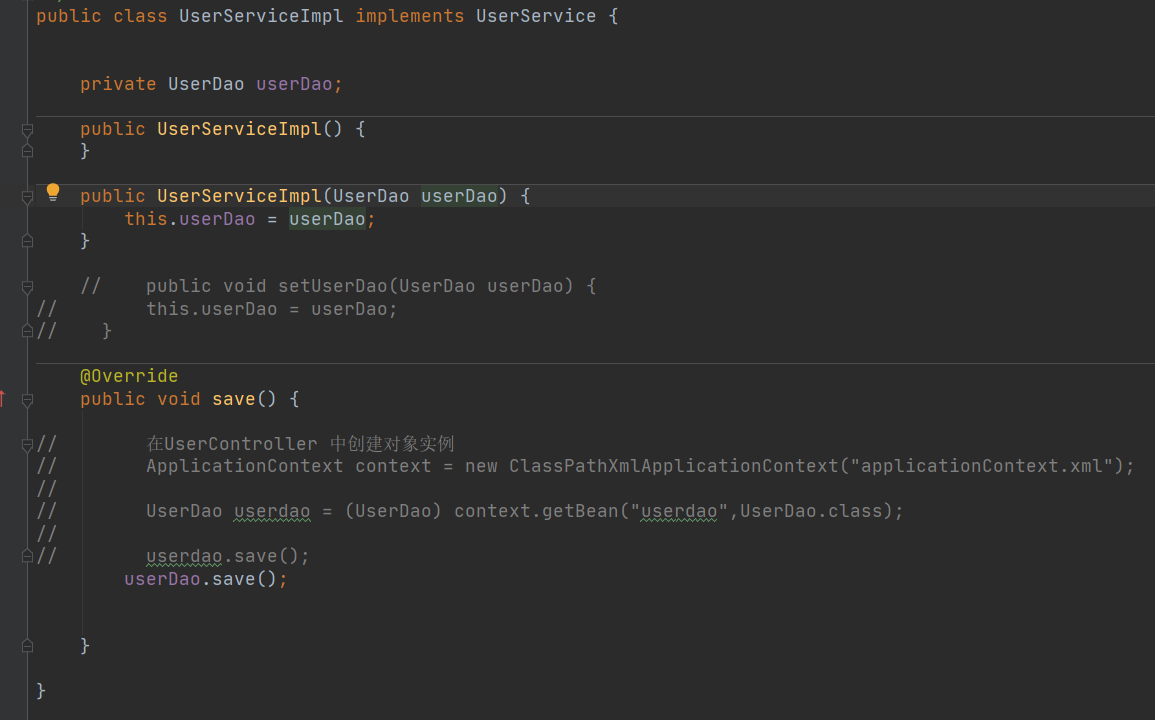 public class UserServiceImpl implements UserService {
private UserDao userDao;
public UserServiceImpl() {
}
public UserServiceImpl(UserDao userDao) {
this.userDao = userDao;
}
//    public void setUserDao(UserDao userDao) {
//        this.userDao = userDao;
//    }
@Override
public void save() {
//        在UserController 中创建对象实例
//        ApplicationContext context = new ClassPathXmlApplicationContext("applicationContext.xml");
//
//        UserDao userdao = (UserDao) context.getBean("userdao",UserDao.class);
//
//        userdao.save();
userDao.save();
}
}